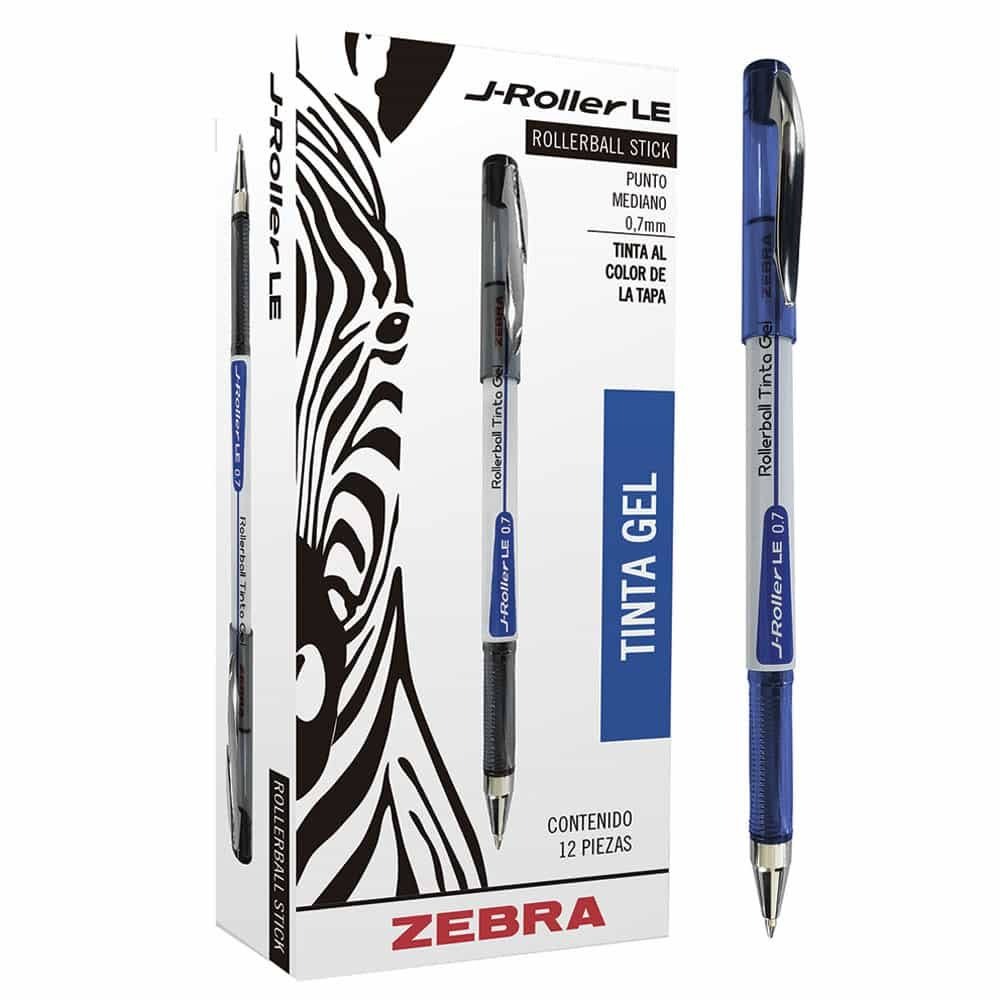 J-Roller LE
ROLLERBALL STICK
PUNTO
MEDIANO
0,7mm
TINTA AL
COLOR DE
LA TAPA
TINTA GEL
CONTENIDO
12 PIEZAS
ZEBRA
ZEBRA
Rollerball Tinta Gel
J-Roller LE 0.7
J-Roller LE
J-Roller LE 0.7
Rollerball Tinta Gel
ZEBRA
ROLLERBALL STICK
ZEBRA
Rollerball Tinta Gel
J-Roller LE 0.7